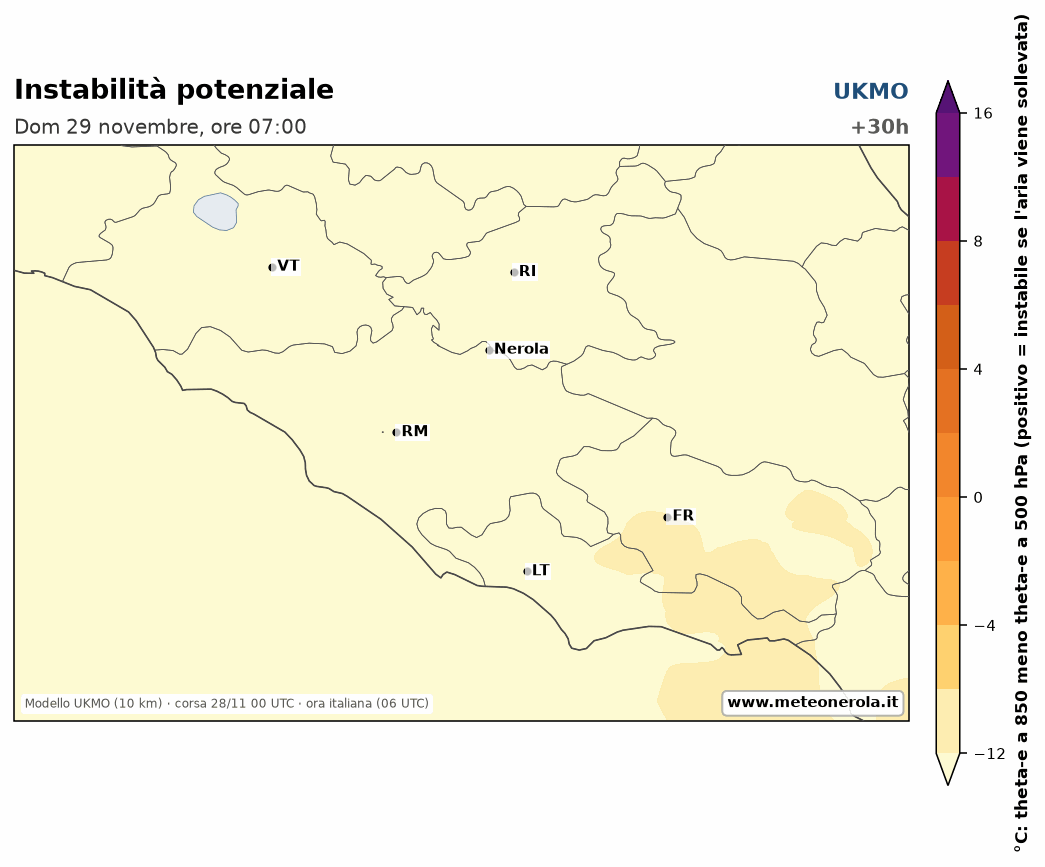 Instabilità potenziale
UKMO
Dom 29 novembre, ore 07:00
+30h
VT
RI
Nerola
RM
FR
LT
Modello UKMO (10 km) · corsa 28/11 00 UTC · ora italiana (06 UTC)
www.meteonerola.it
16
8
4
0
−4
−12
°C: theta-e a 850 meno theta-e a 500 hPa (positivo = instabile se l'aria viene sollevata)